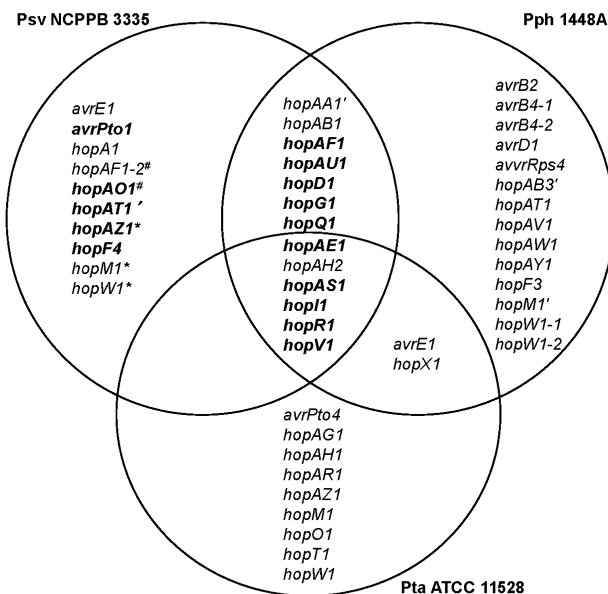 Psv NCPPB 3335
Pph 1448A
avrE1
avrPto1
hopA1
hopAF1-2#
hopAO1#
hopAT1 ′
hopAZ1*
hopF4
hopM1*
hopW1*
hopAA1'
hopAB1
hopAF1
hopAU1
hopD1
hopG1
hopQ1
hopAE1
hopAH2
hopAS1
hopI1
hopR1
hopV1
avrB2
avrB4-1
avrB4-2
avrD1
avvrRps4
hopAB3'
hopAT1
hopAV1
hopAW1
hopAY1
hopF3
hopM1'
hopW1-1
hopW1-2
avrE1
hopX1
avrPto4
hopAG1
hopAH1
hopAR1
hopAZ1
hopM1
hopO1
hopT1
hopW1
Pta ATCC 11528